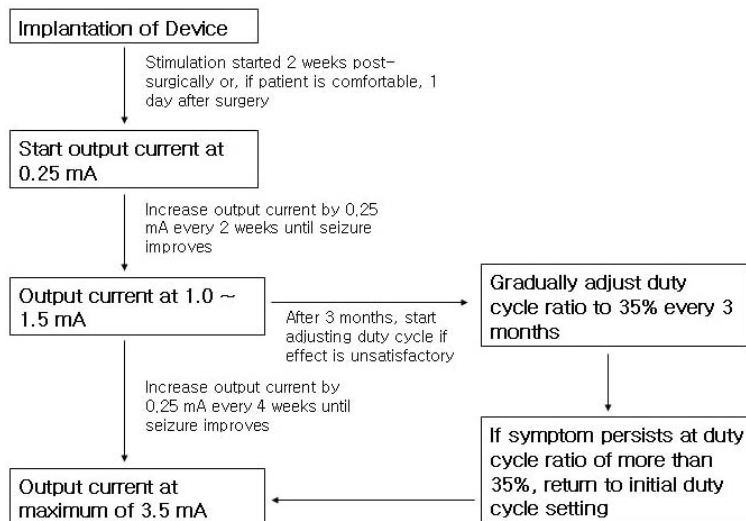 Implantation of Device
Stimulation started 2 weeks post-
surgically or, if patient is comfortable, 1
day after surgery
Start output current at
0.25 mA
Increase output current by 0.25
mA every 2 weeks until seizure
improves
Output current at 1.0 ~
1.5 mA
After 3 months, start
adjusting duty cycle if
effect is unsatisfactory
Gradually adjust duty
cycle ratio to 35% every 3
months
Increase output current by
0.25 mA every 4 weeks until
seizure improves
If symptom persists at duty
cycle ratio of more than
35%, return to initial duty
cycle setting
Output current at
maximum of 3.5 mA